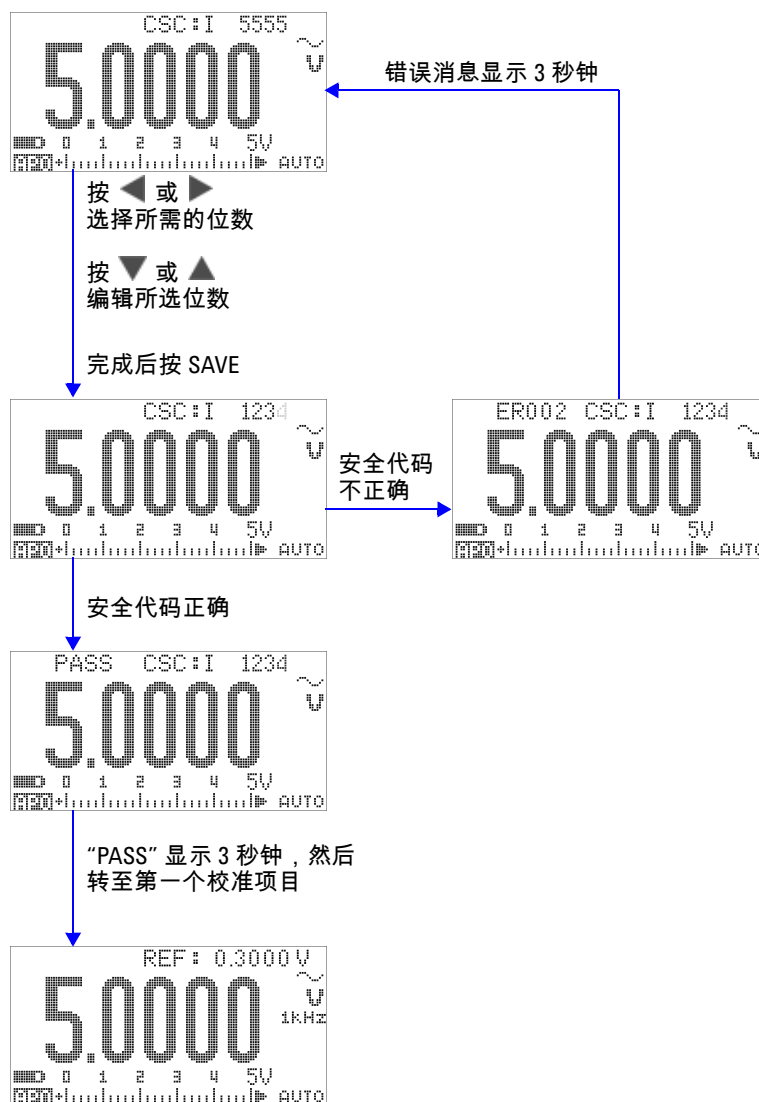 CSC:I 5555
5.0000 V
0 1 2 3 4 5V
APO AUTO
错误消息显示 3 秒钟
按 ◀ 或 ▶
选择所需的位数
按 ▼ 或 ▲
编辑所选位数
完成后按 SAVE
CSC:I 1234
5.0000 V
0 1 2 3 4 5V
APO AUTO
安全代码
不正确
ER002 CSC:I 1234
5.0000 V
0 1 2 3 4 5V
APO AUTO
安全代码正确
PASS CSC:I 1234
5.0000 V
0 1 2 3 4 5V
APO AUTO
“PASS” 显示 3 秒钟，然后
转至第一个校准项目
REF: 0.3000 V
5.0000 V
1kHz
0 1 2 3 4 5V
APO AUTO